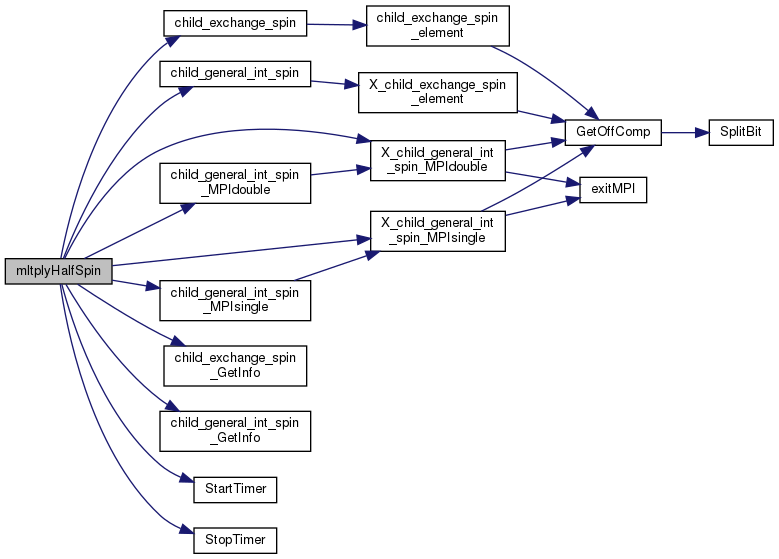 child_exchange_spin
child_exchange_spin
_element
child_general_int_spin
X_child_exchange_spin
_element
GetOffComp
SplitBit
X_child_general_int
_spin_MPIdouble
child_general_int_spin
_MPIdouble
exitMPI
X_child_general_int
_spin_MPIsingle
mltplyHalfSpin
child_general_int_spin
_MPIsingle
child_exchange_spin
_GetInfo
child_general_int_spin
_GetInfo
StartTimer
StopTimer